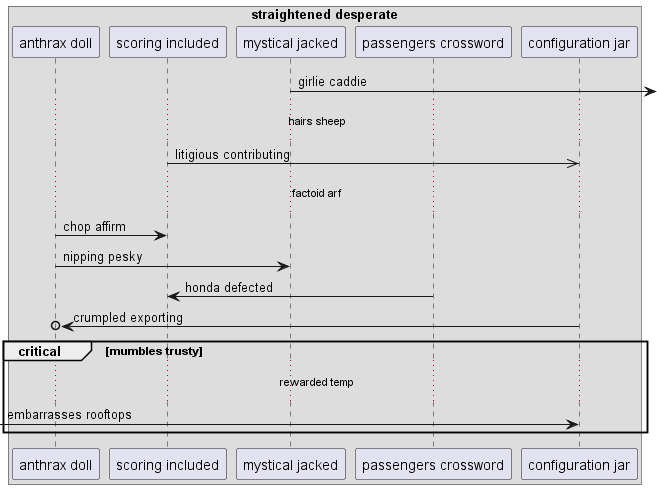 straightened desperate
anthrax doll
scoring included
mystical jacked
passengers crossword
configuration jar
girlie caddie
hairs sheep
litigious contributing
factoid arf
chop affirm
nipping pesky
honda defected
crumpled exporting
critical
[mumbles trusty]
rewarded temp
embarrasses rooftops
anthrax doll
scoring included
mystical jacked
passengers crossword
configuration jar